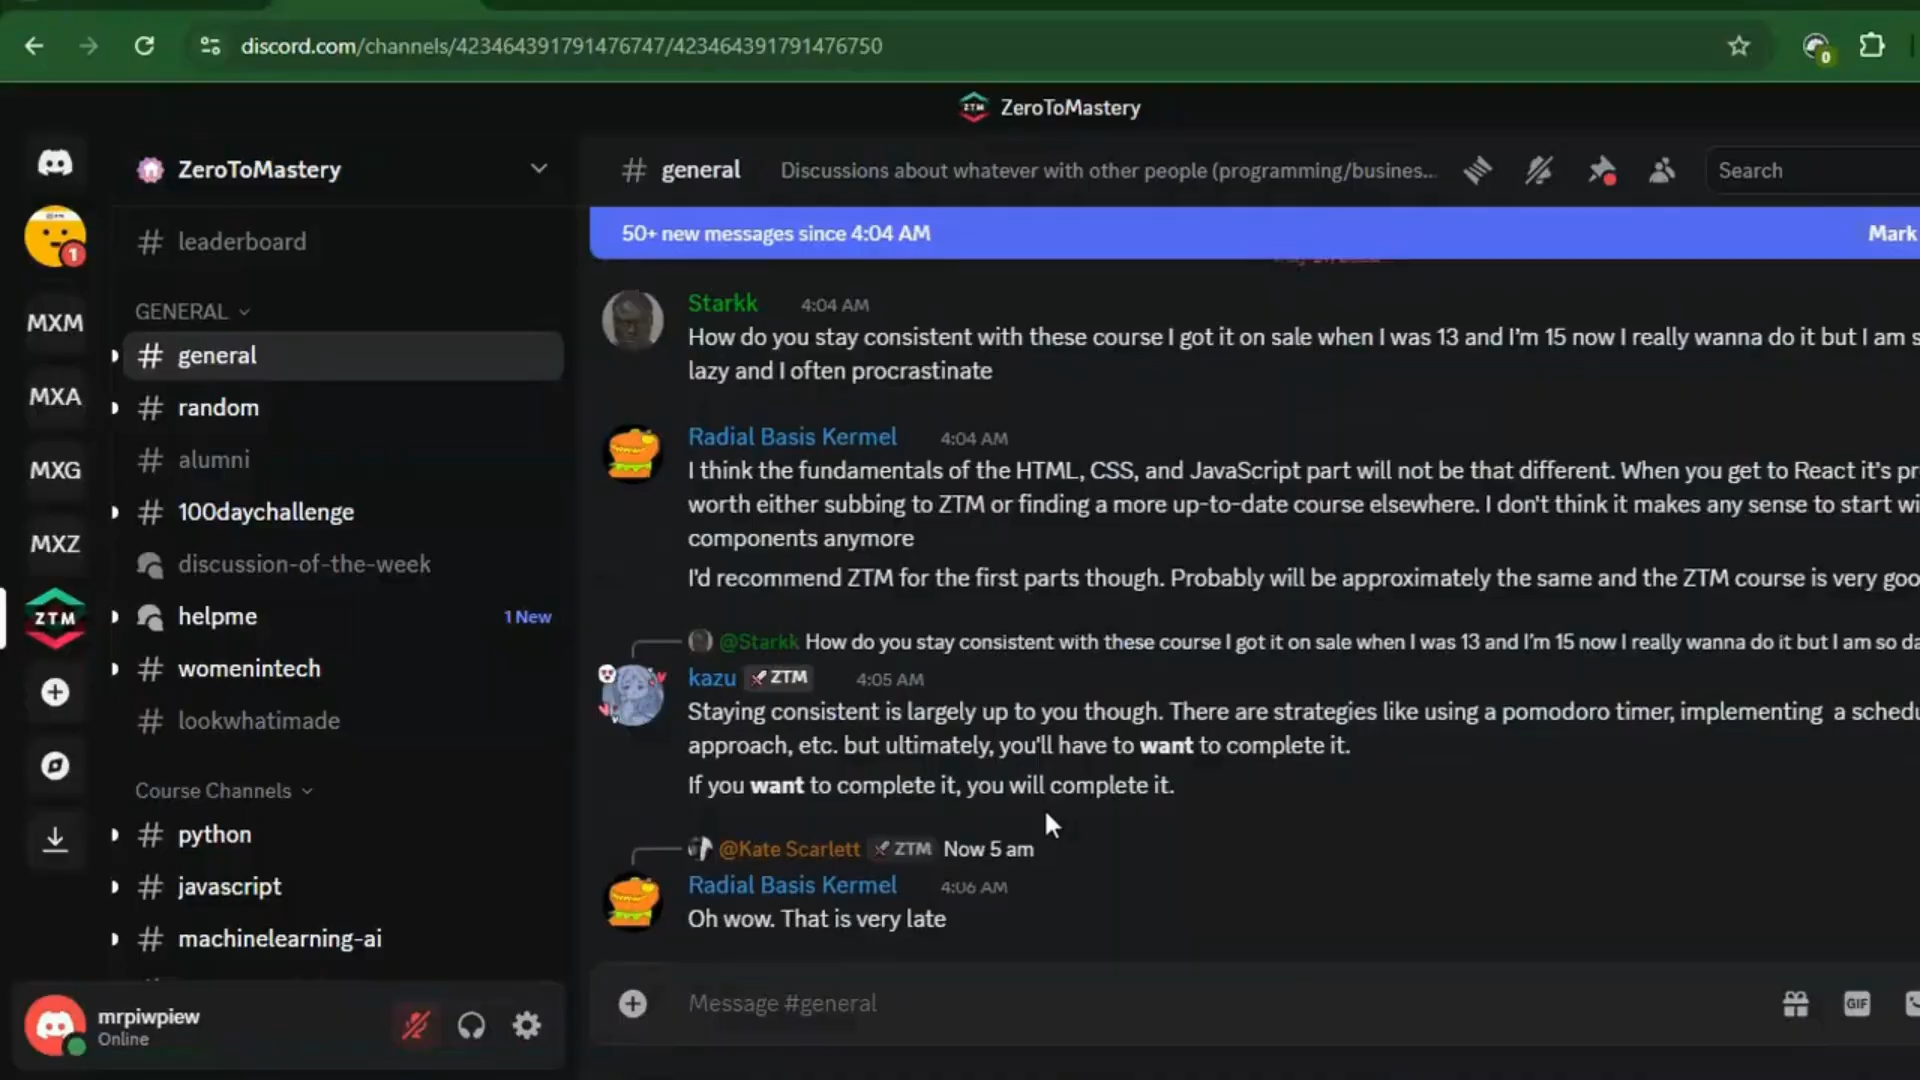 discord.com/channels/423464391791476747/423464391791476750
0
ZTM ZeroToMastery
ZeroToMastery
# general Discussions about whatever with other people (programming/busines... Search
1
MXM
MXA
MXG
MXZ
ZTM
# leaderboard
GENERAL
# general
# random
# alumni
# 100daychallenge
discussion-of-the-week
helpme 1 New
# womenintech
# lookwhatimade
Course Channels
# python
# javascript
# machinelearning-ai
mrpiwpiew
Online
50+ new messages since 4:04 AM Mark
Starkk 4:04 AM
How do you stay consistent with these course I got it on sale when I was 13 and I'm 15 now I really wanna do it but I am
lazy and I often procrastinate
Radial Basis Kermel 4:04 AM
I think the fundamentals of the HTML, CSS, and JavaScript part will not be that different. When you get to React it's
worth either subbing to ZTM or finding a more up-to-date course elsewhere. I don't think it makes any sense to start
components anymore
I'd recommend ZTM for the first parts though. Probably will be approximately the same and the ZTM course is very
@Starkk How do you stay consistent with these course I got it on sale when I was 13 and I'm 15 now I really wanna do it but I am so
kazu ZTM 4:05 AM
Staying consistent is largely up to you though. There are strategies like using a pomodoro timer, implementing a
approach, etc. but ultimately, you'll have to want to complete it.
If you want to complete it, you will complete it.
@Kate Scarlett ZTM Now 5 am
Radial Basis Kermel 4:06 AM
Oh wow. That is very late
Message #general
GIF